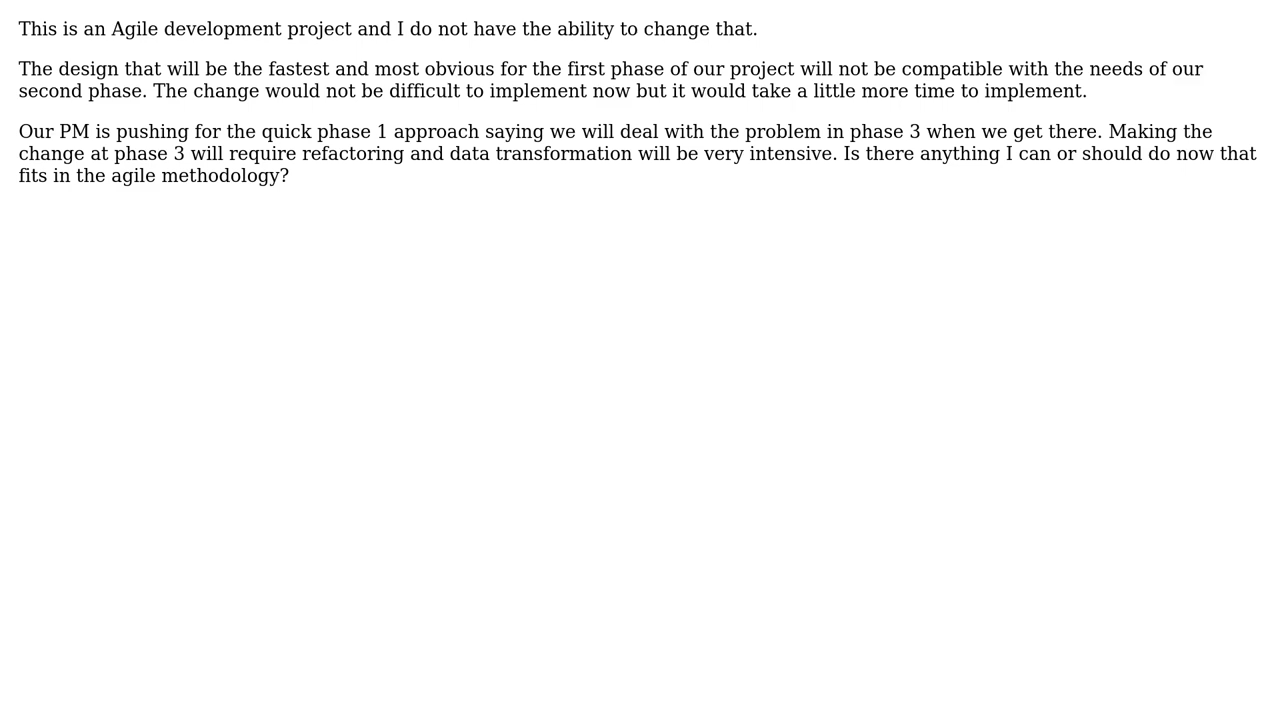 This is an Agile development project and I do not have the ability to change that.
The design that will be the fastest and most obvious for the first phase of our project will not be compatible with the needs of our
second phase. The change would not be difficult to implement now but it would take a little more time to implement.
Our PM is pushing for the quick phase 1 approach saying we will deal with the problem in phase 3 when we get there. Making the
change at phase 3 will require refactoring and data transformation will be very intensive. Is there anything I can or should do now that
fits in the agile methodology?